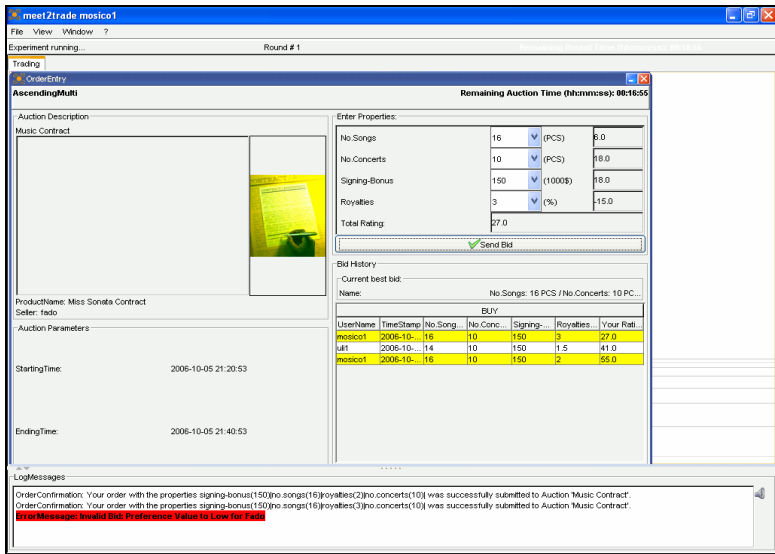 meet2trade mosico1
File View Window ?
Experiment running... Round # 1
Trading
OrderEntry
AscendingMulti Remaining Auction Time (hh:mm:ss): 00:16:55
Auction Description
Music Contract
ProductName: Miss Sonata Contract
Seller: fado
Auction Parameters
StartingTime: 2006-10-05 21:20:53
EndingTime: 2006-10-05 21:40:53
Enter Properties:
No.Songs 16 (PCS) 6.0
No.Concerts 10 (PCS) 18.0
Signing-Bonus 150 (1000$) 18.0
Royalties 3 (%) -15.0
Total Rating: 27.0
Send Bid
Bid History
Current best bid:
Name: No.Songs: 16 PCS / No.Concerts: 10 PC...
BUY
UserName TimeStamp No.Song... No.Conc... Signing-... Royalties... Your Rati...
mosico1 2006-10-... 16 10 150 3 27.0
uli1 2006-10-... 14 10 150 1.5 41.0
mosico1 2006-10-... 16 10 150 2 55.0
LogMessages
OrderConfirmation: Your order with the properties signing-bonus(150)|no.songs(16)|royalties(2)|no.concerts(10)| was successfully submitted to Auction 'Music Contract'.
OrderConfirmation: Your order with the properties signing-bonus(150)|no.songs(16)|royalties(3)|no.concerts(10)| was successfully submitted to Auction 'Music Contract'.
ErrorMessage: Invalid Bid: Preference Value to Low for Fado